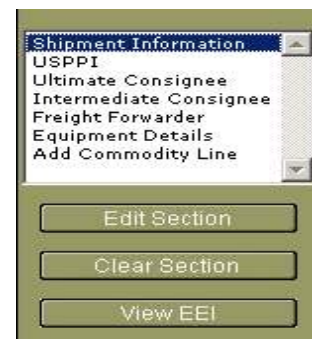 Shipment Information
USPPI
Ultimate Consignee
Intermediate Consignee
Freight Forwarder
Equipment Details
Add Commodity Line
Edit Section
Clear Section
View EEI